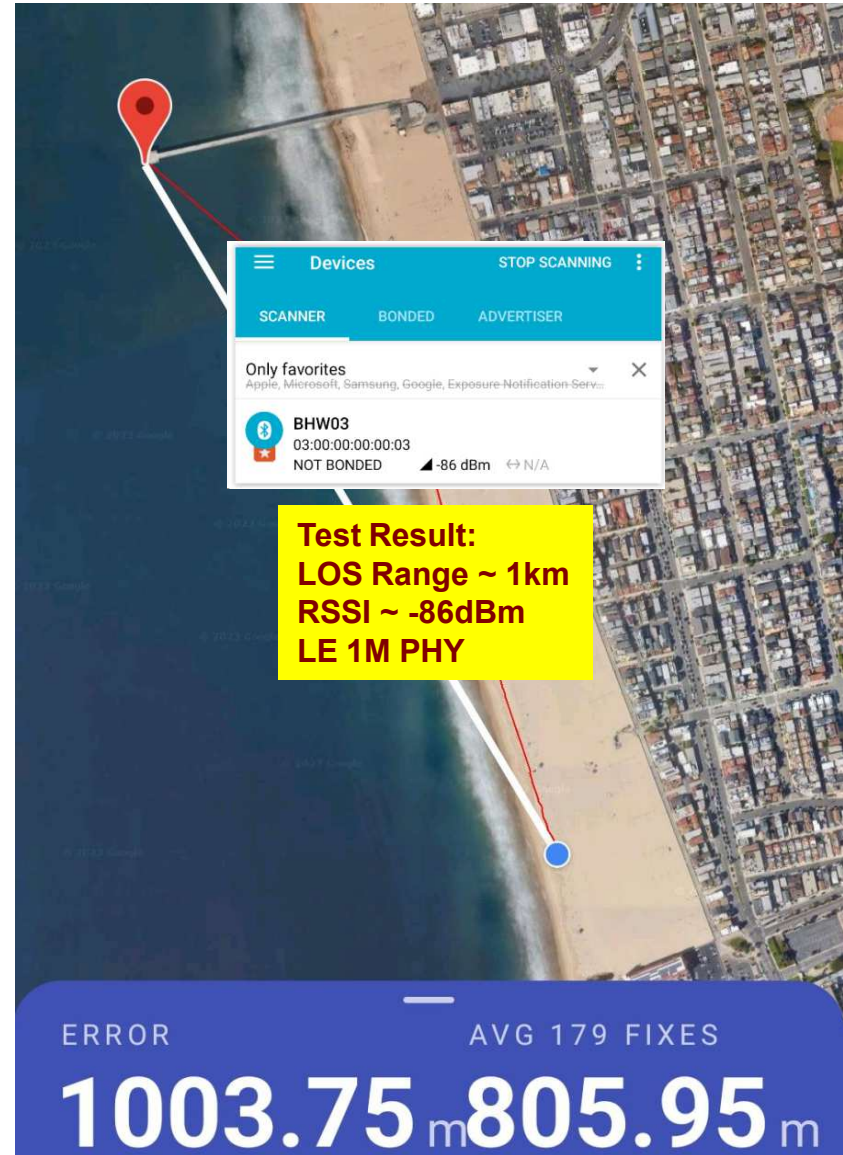 Devices
STOP SCANNING
SCANNER
BONDED
ADVERTISER
Only favorites
Apple, Microsoft, Samsung, Google, Exposure Notification Serv...
BHW03
03:00:00:00:00:03
NOT BONDED
-86 dBm
N/A
Test Result:
LOS Range ~ 1km
RSSI ~ -86dBm
LE 1M PHY
ERROR
AVG 179 FIXES
1003.75 m
805.95 m